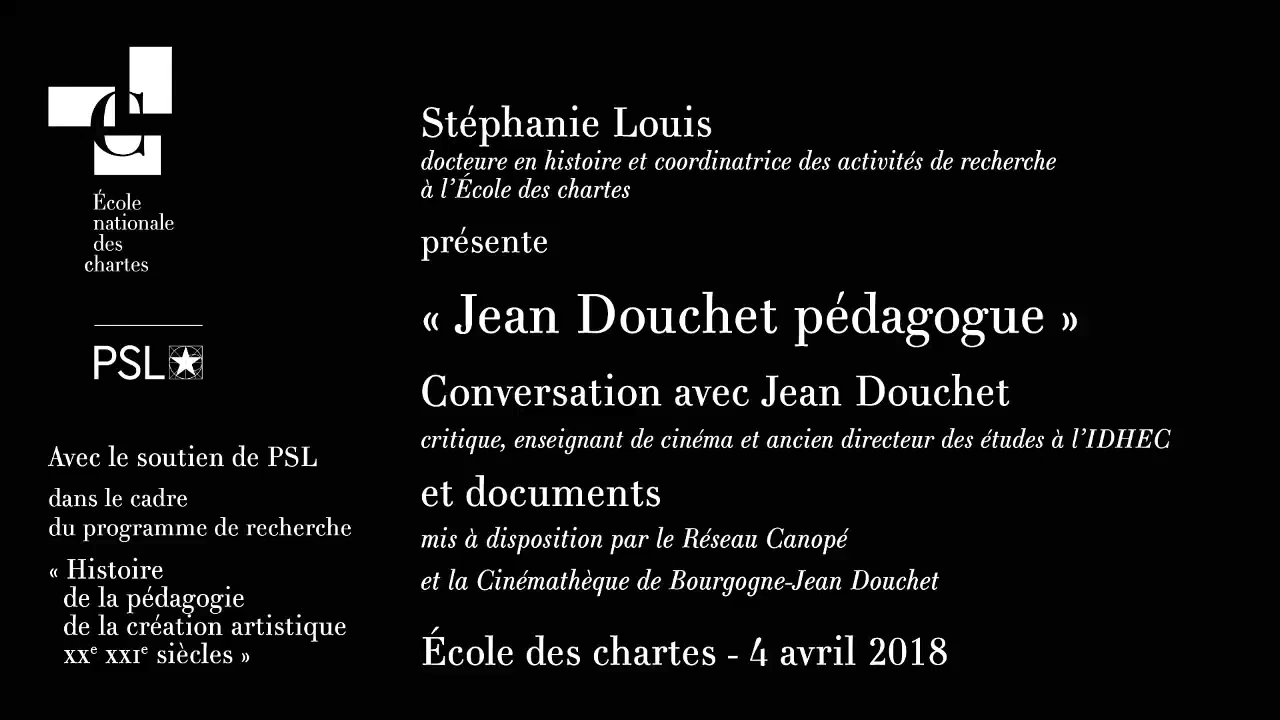 C
École
nationale
des
chartes
PSL
Avec le soutien de PSL
dans le cadre
du programme de recherche
« Histoire
de la pédagogie
de la création artistique
XXe XXIe siècles »
Stéphanie Louis
docteure en histoire et coordinatrice des activités de recherche
à l’École des chartes
présente
« Jean Douchet pédagogue »
Conversation avec Jean Douchet
critique, enseignant de cinéma et ancien directeur des études à l’IDHEC
et documents
mis à disposition par le Réseau Canopé
et la Cinémathèque de Bourgogne-Jean Douchet
École des chartes - 4 avril 2018